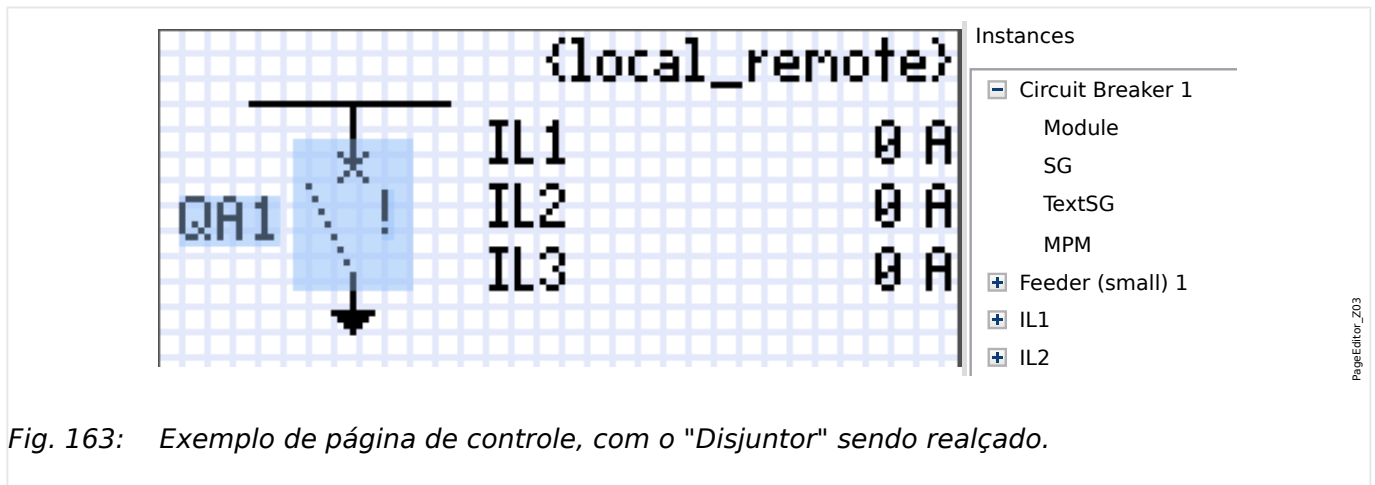 {local_remote}
IL1 0 A
QA1 !
IL2 0 A
IL3 0 A
Instances
Circuit Breaker 1
Module
SG
TextSG
MPM
Feeder (small) 1
IL1
IL2
PageEditor_Z03
Fig. 163: Exemplo de página de controle, com o "Disjuntor" sendo realçado.